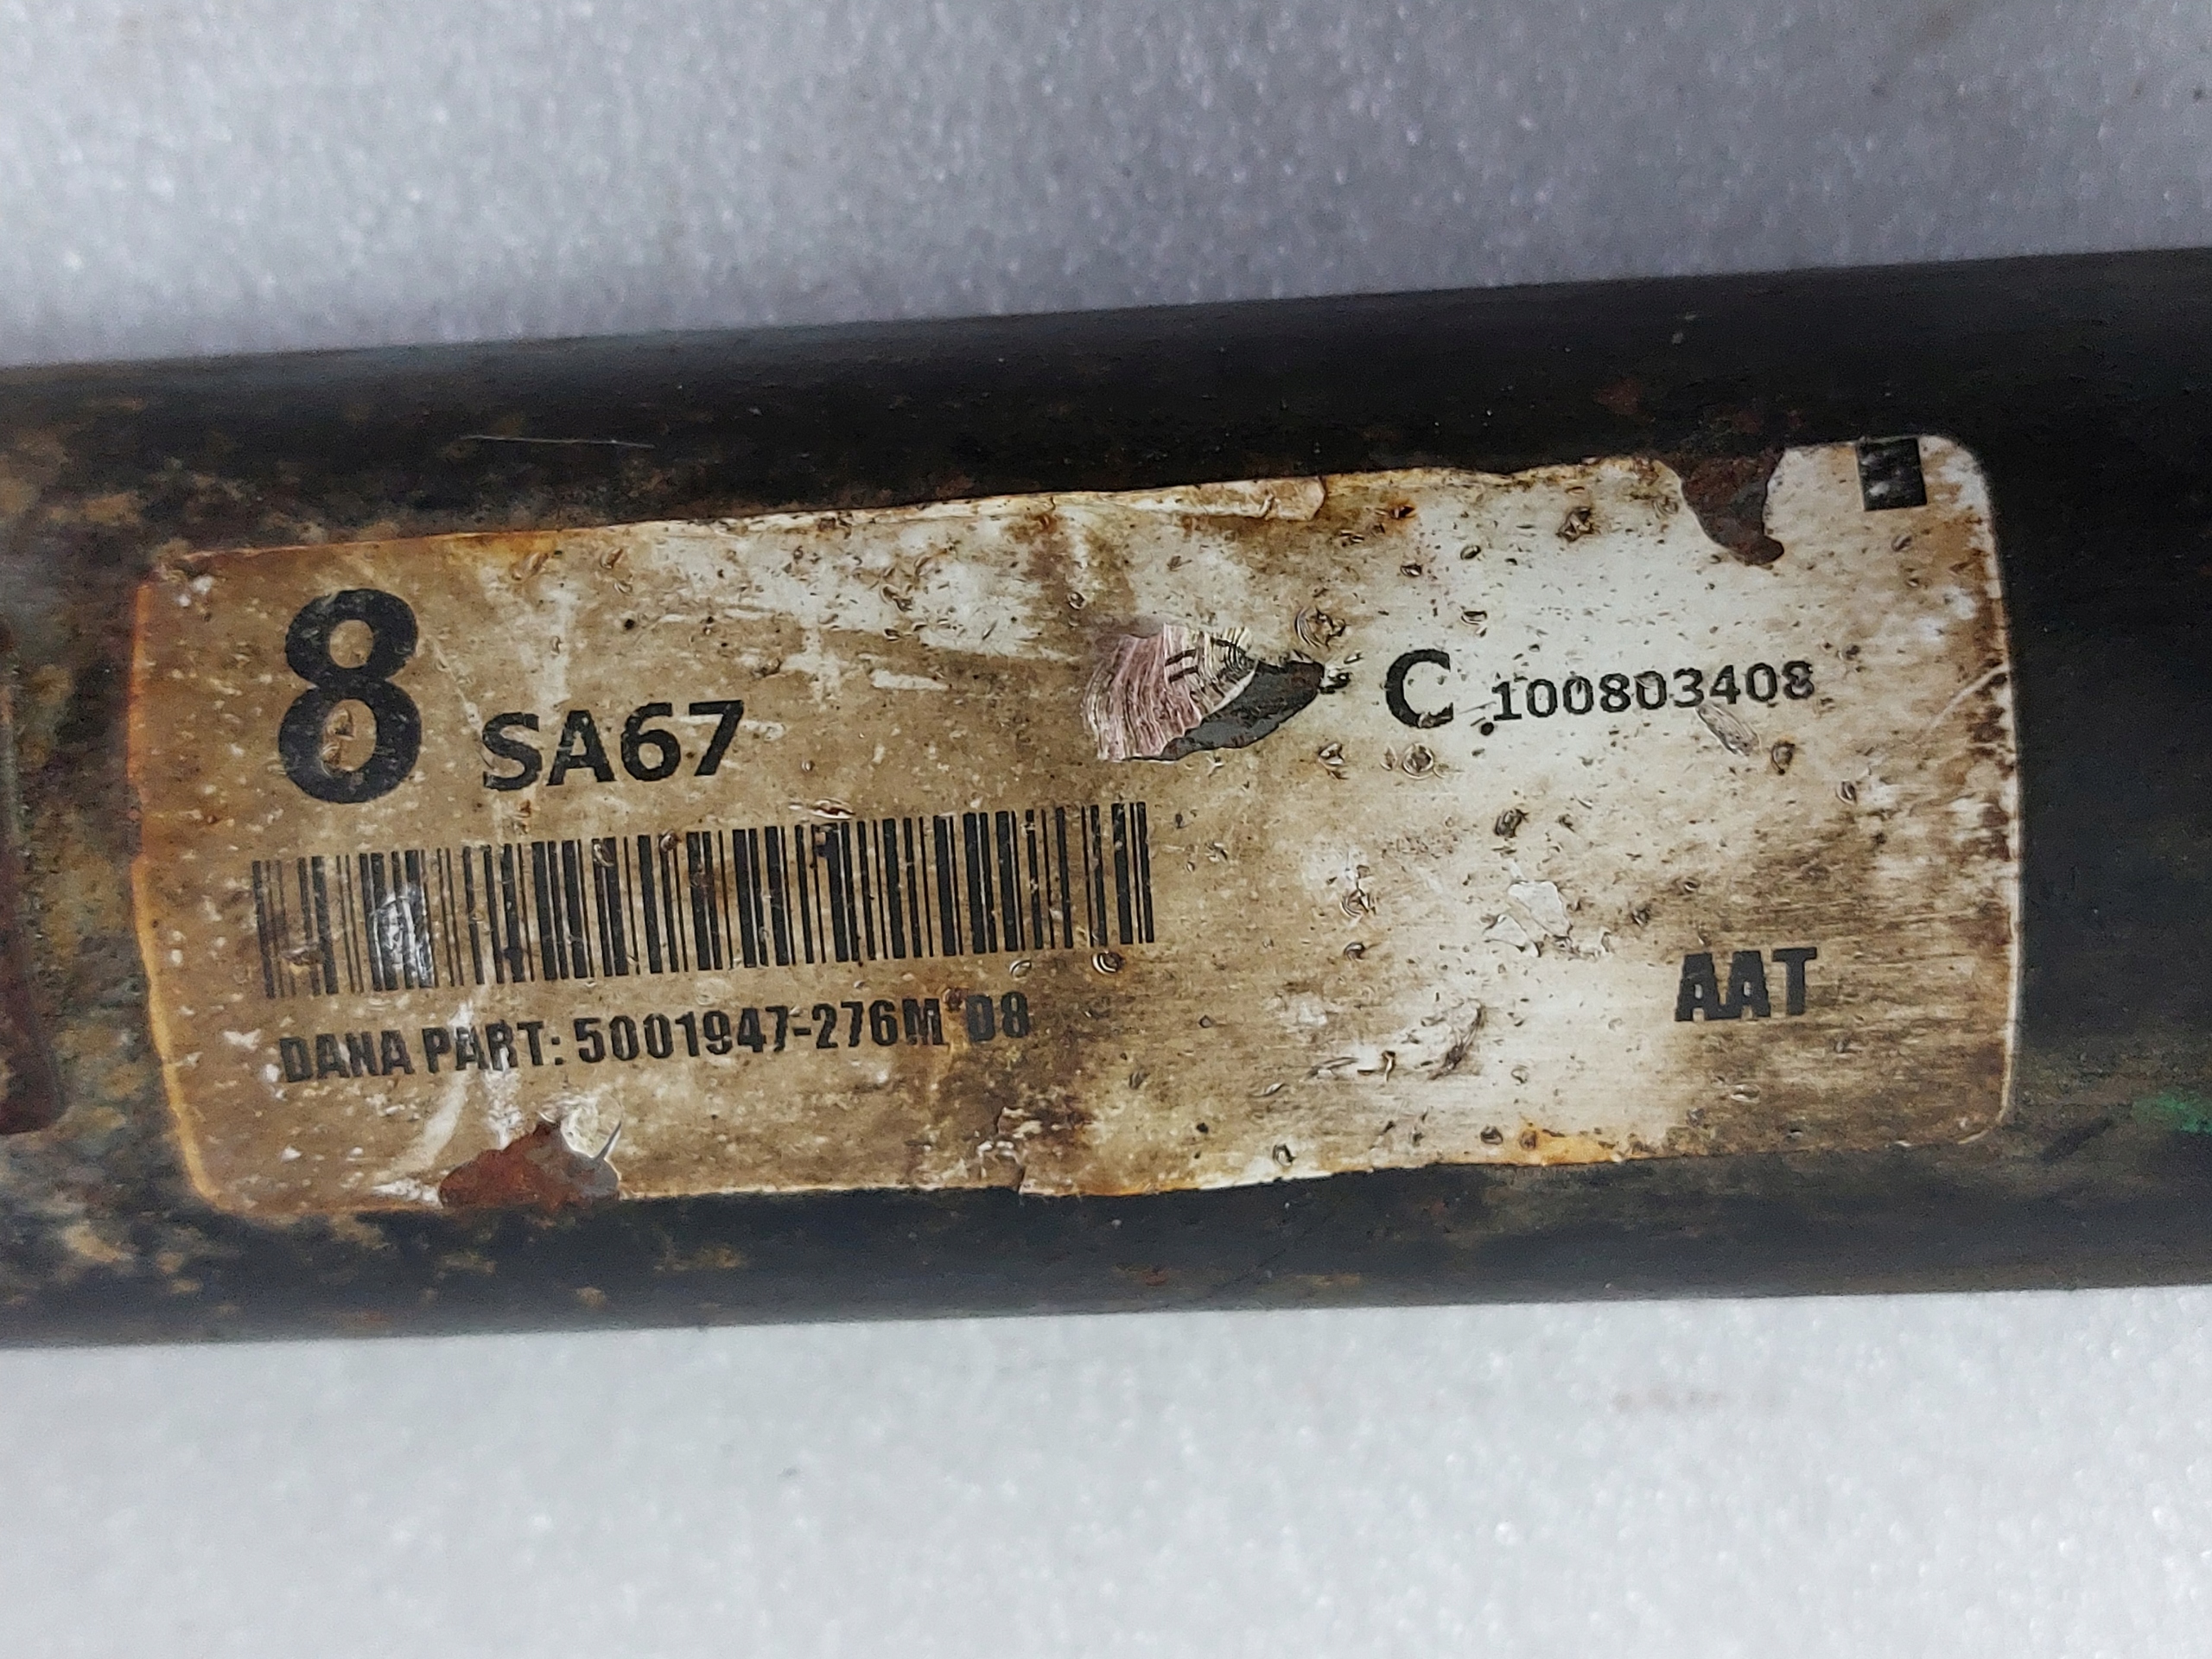 8 SA67
C 100803408
DANA PART: 5001947-276M D8
AAT